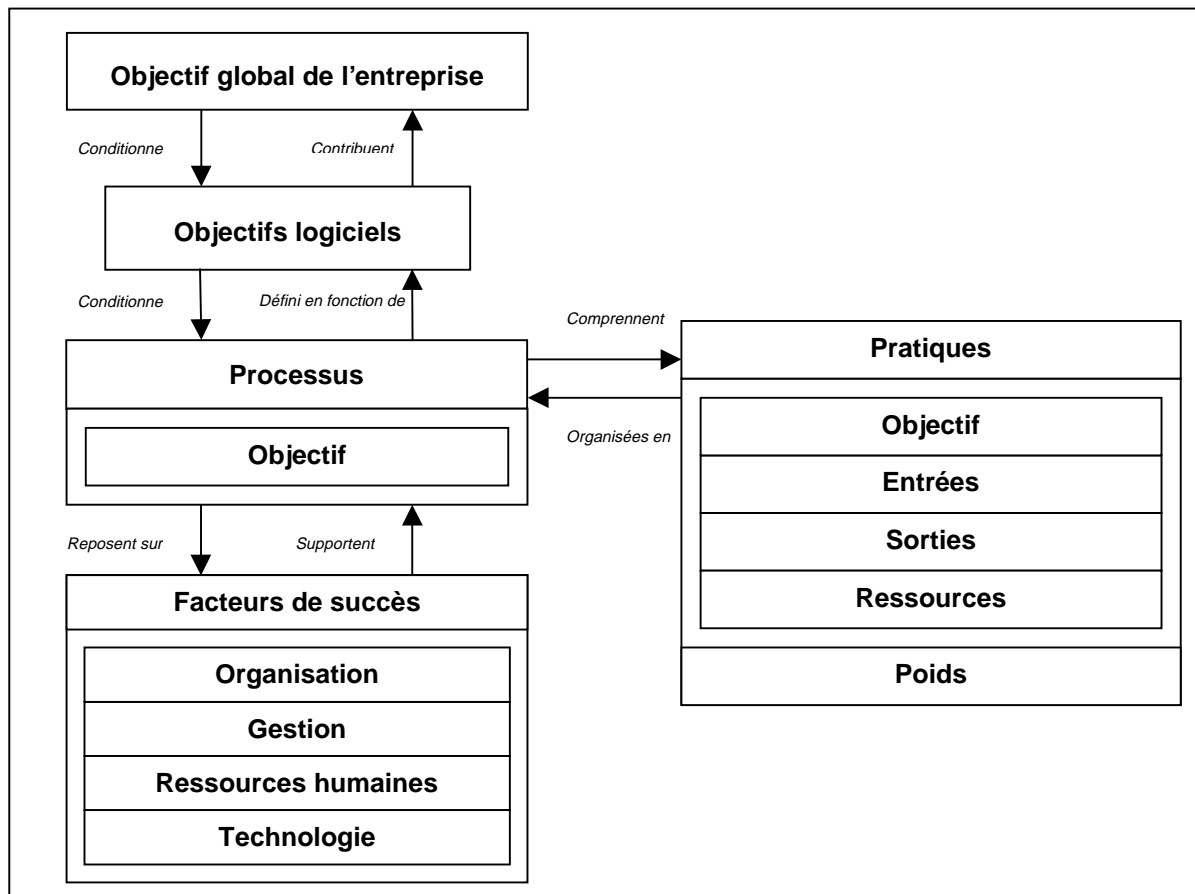 Objectif global de l'entreprise
Conditionne
Contribuent
Objectifs logiciels
Conditionne
Défini en fonction de
Processus
Objectif
Comprennent
Organisées en
Pratiques
Objectif
Entrées
Sorties
Ressources
Poids
Reposent sur
Supportent
Facteurs de succès
Organisation
Gestion
Ressources humaines
Technologie